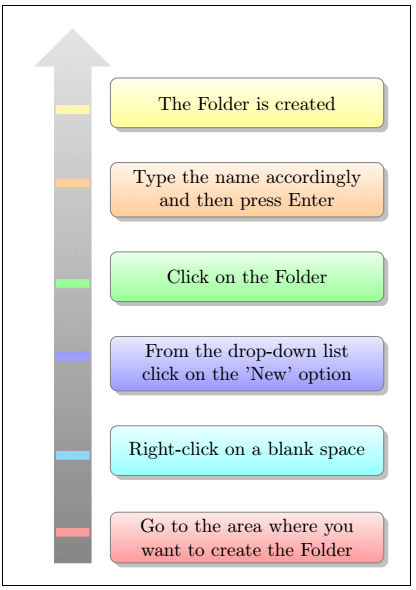 The Folder is created
Type the name accordingly
and then press Enter
Click on the Folder
From the drop-down list
click on the 'New' option
Right-click on a blank space
Go to the area where you
want to create the Folder